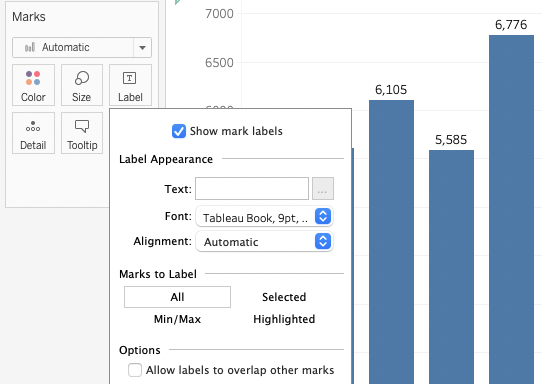 Marks
Automatic
Color
Size
Label
Detail
Tooltip
Show mark labels
Label Appearance
Text:
...
Font:
Tableau Book, 9pt, ..
Alignment:
Automatic
Marks to Label
All
Selected
Min/Max
Highlighted
Options
Allow labels to overlap other marks
7000
6500
6,105
5,585
6,776